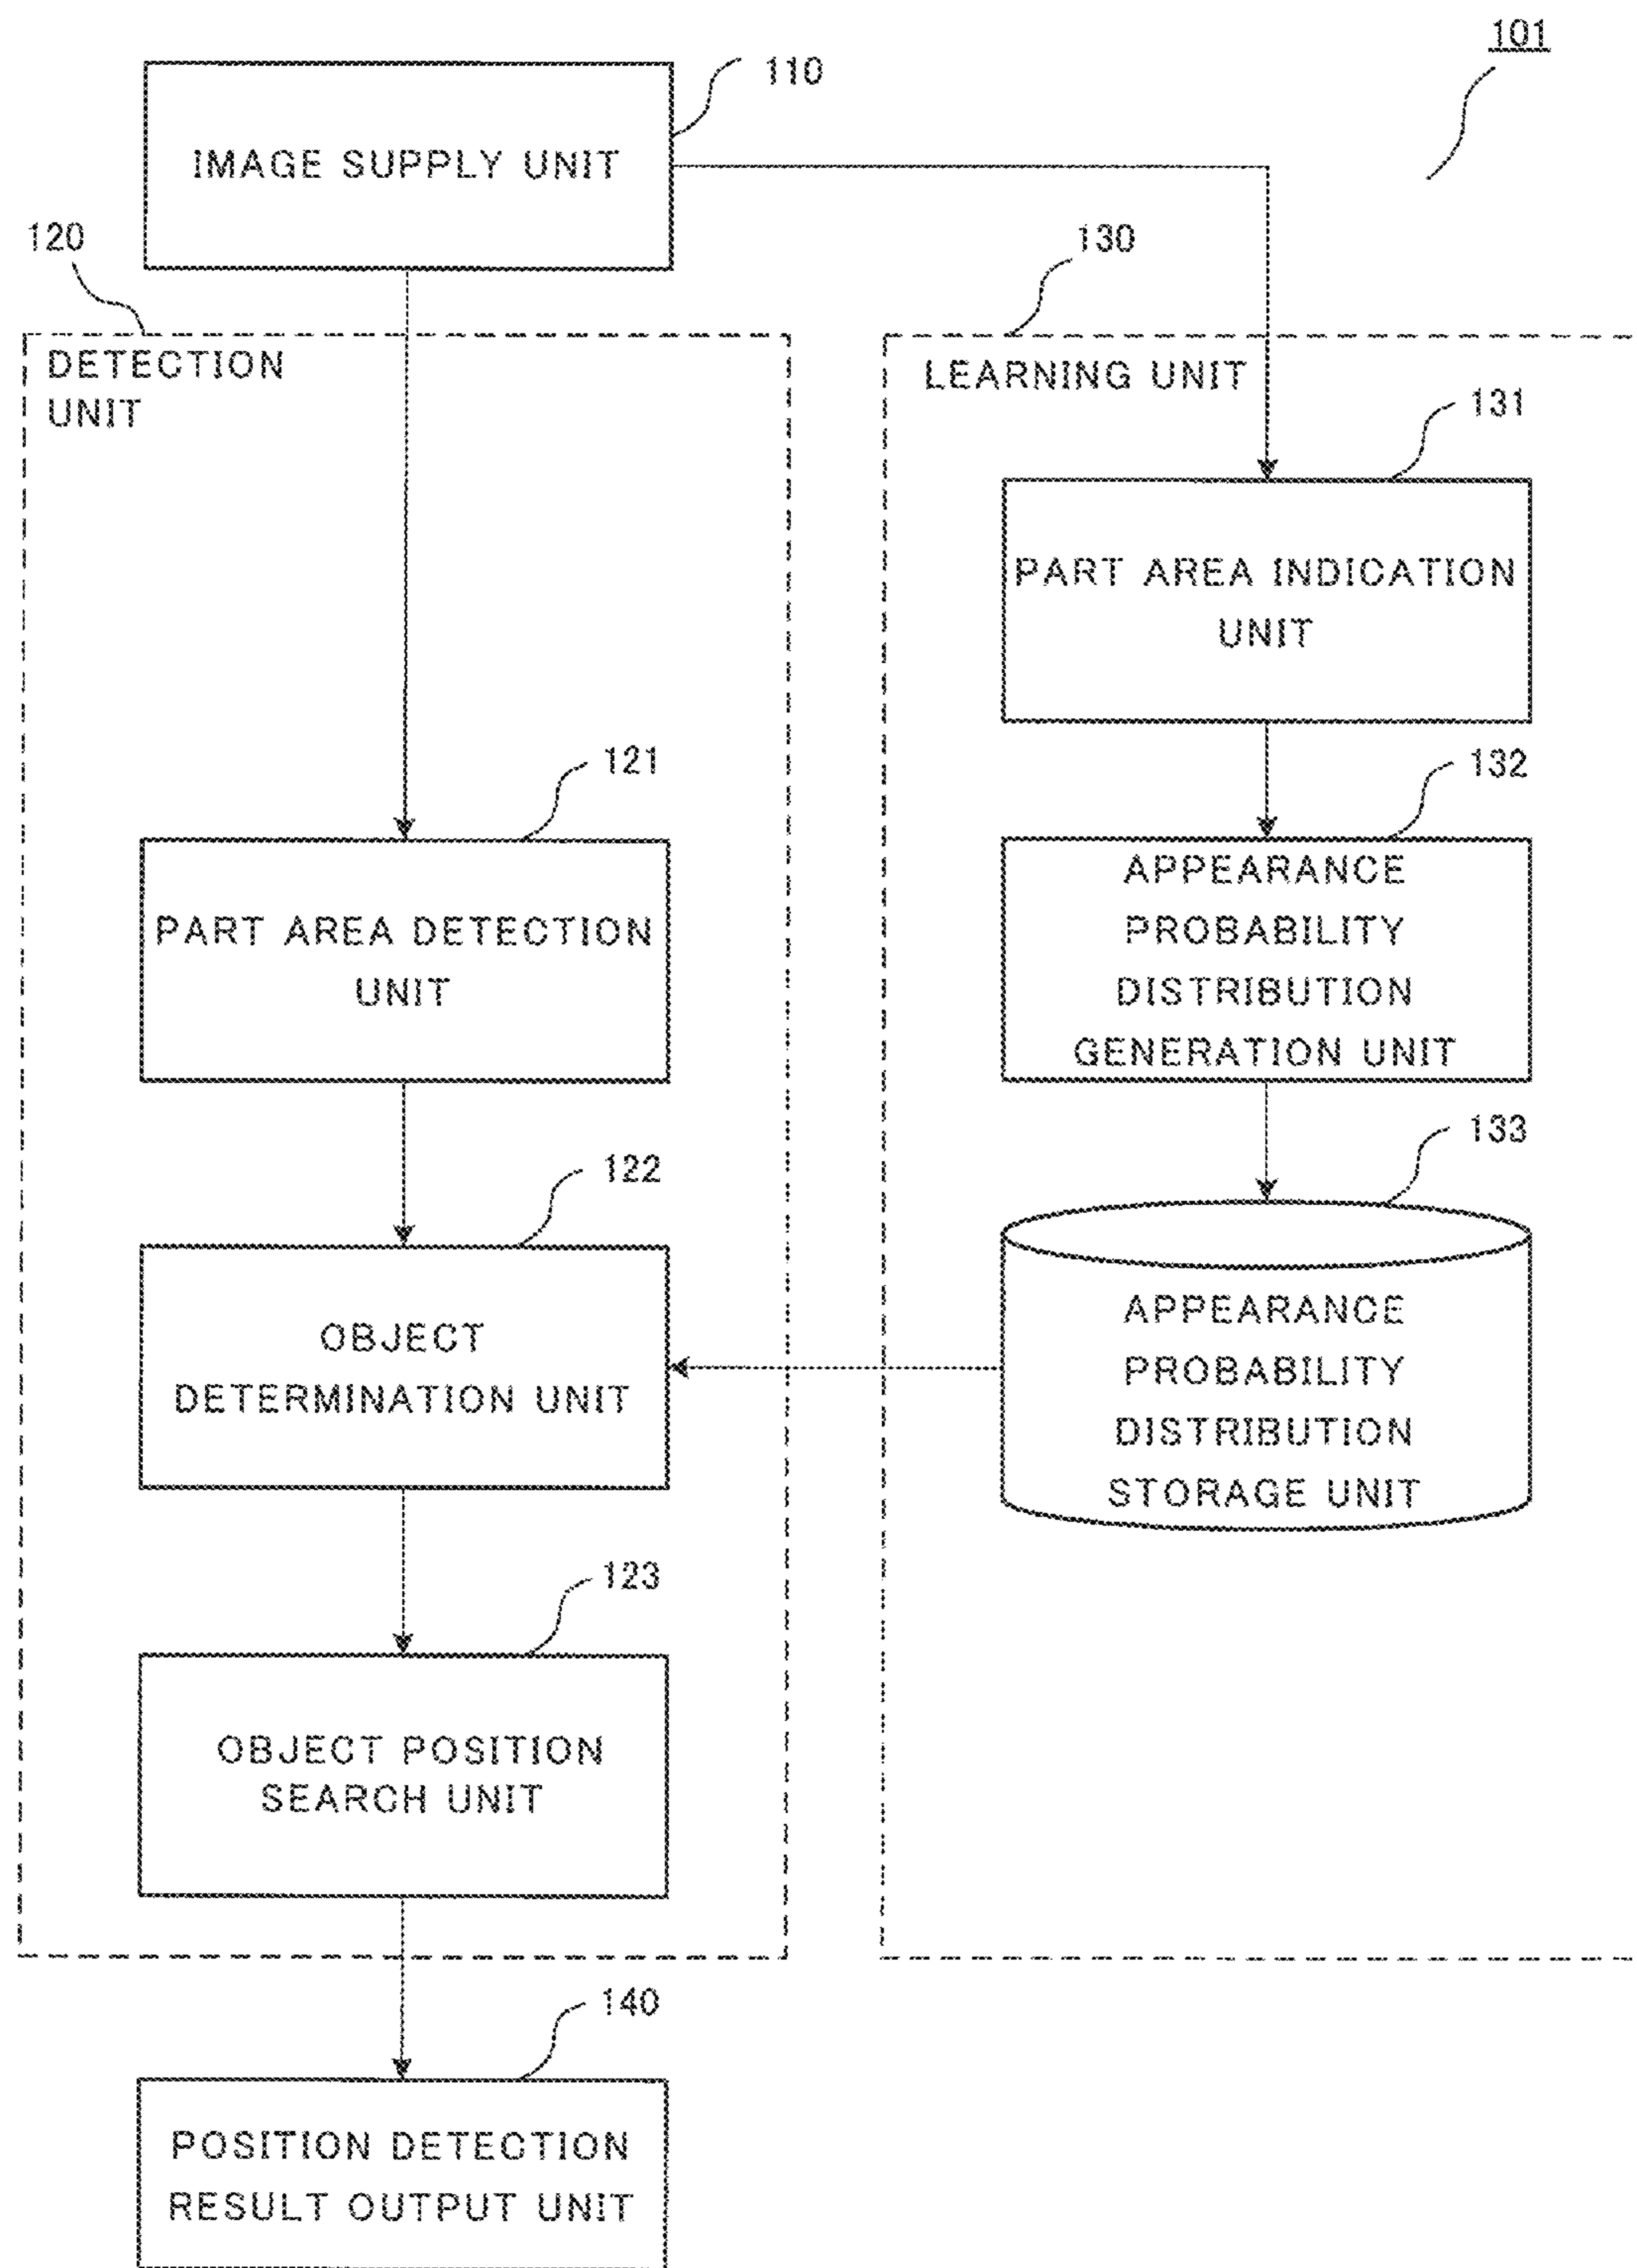 101
110
IMAGE SUPPLY UNIT
120
130
DETECTION
UNIT
LEARNING UNIT
131
PART AREA INDICATION
UNIT
121
132
PART AREA DETECTION
UNIT
APPEARANCE
PROBABILITY
DISTRIBUTION
GENERATION UNIT
122
133
OBJECT
DETERMINATION UNIT
APPEARANCE
PROBABILITY
DISTRIBUTION
STORAGE UNIT
123
OBJECT POSITION
SEARCH UNIT
140
POSITION DETECTION
RESULT OUTPUT UNIT